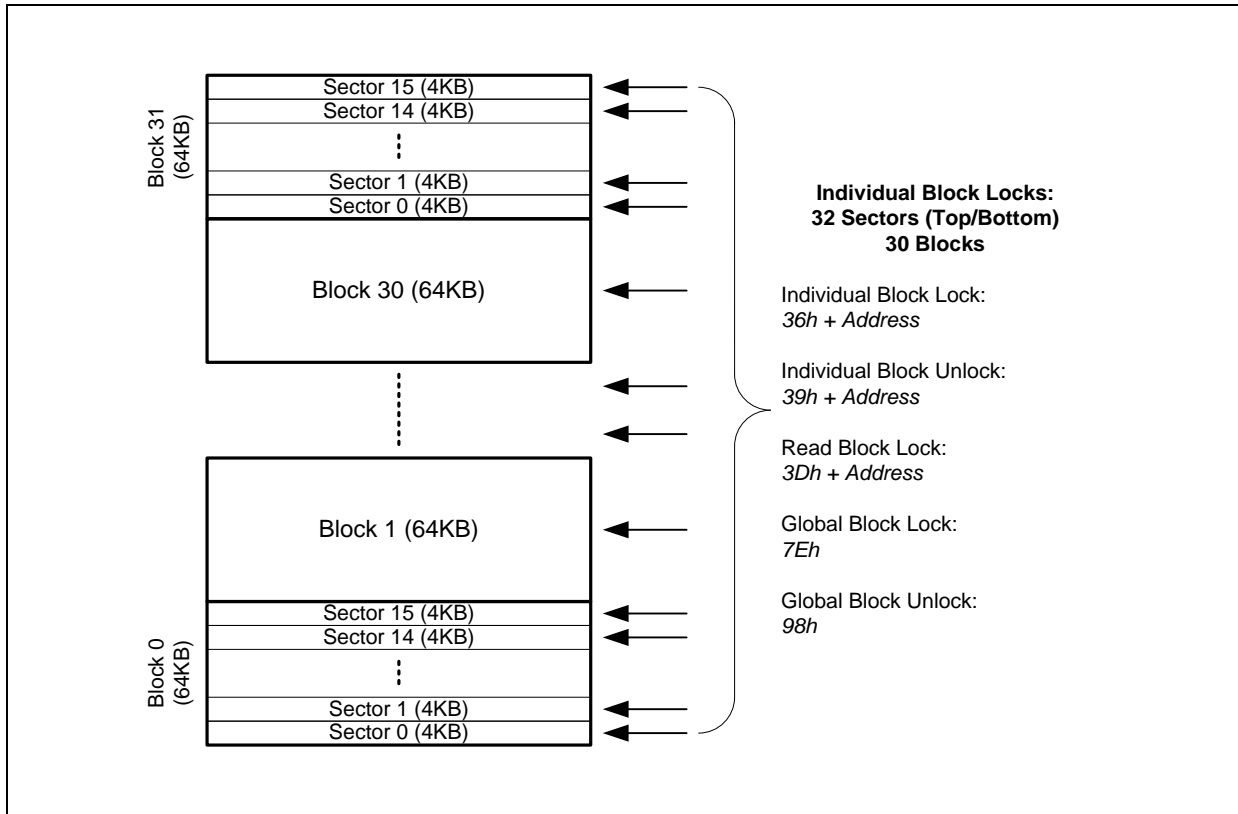 Block 31
(64KB)
Sector 15 (4KB)
Sector 14 (4KB)
Sector 1 (4KB)
Sector 0 (4KB)
Block 30 (64KB)
Block 1 (64KB)
Block 0
(64KB)
Sector 15 (4KB)
Sector 14 (4KB)
Sector 1 (4KB)
Sector 0 (4KB)
Individual Block Locks:
32 Sectors (Top/Bottom)
30 Blocks
Individual Block Lock:
36h + Address
Individual Block Unlock:
39h + Address
Read Block Lock:
3Dh + Address
Global Block Lock:
7Eh
Global Block Unlock:
98h